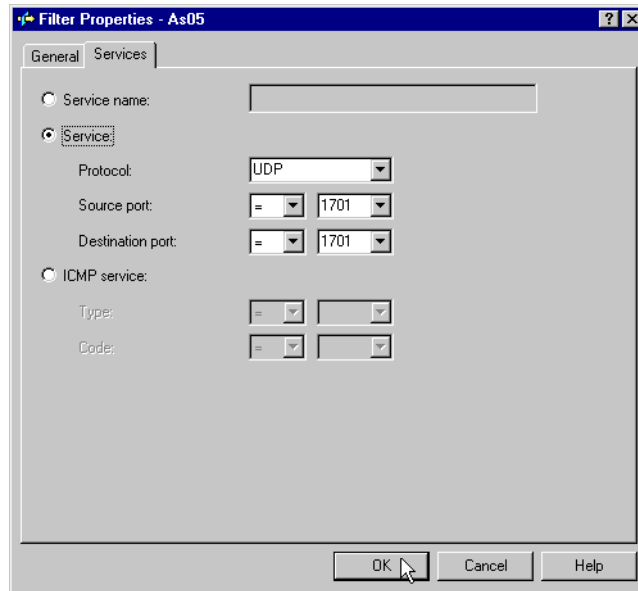 Filter Properties - As05
General Services
Service name:
Service:
Protocol: UDP
Source port: = 1701
Destination port: = 1701
ICMP service:
Type: =
Code: =
OK Cancel Help